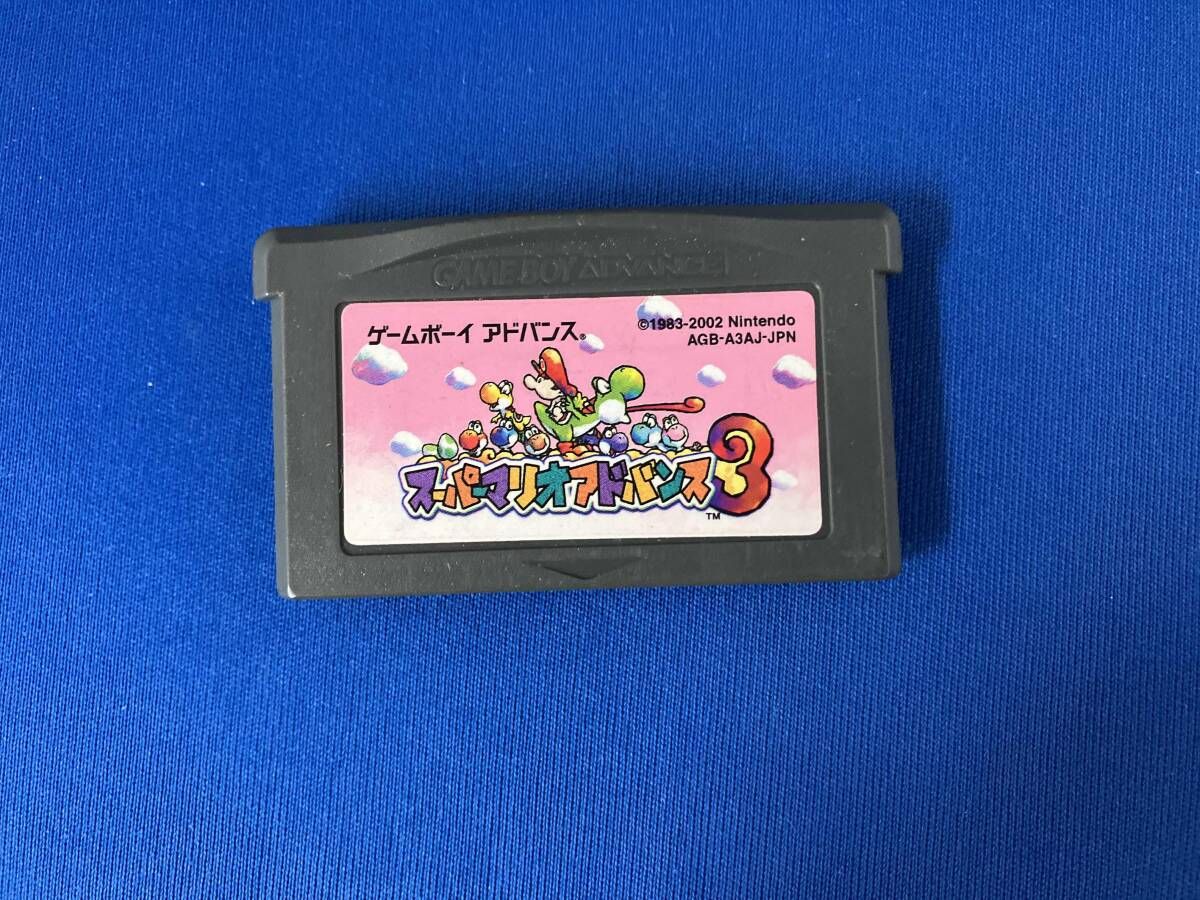 GAME BOY ADVANCE
ゲームボーイ アドバンス®
©1983-2002 Nintendo
AGB-A3AJ-JPN
スーパーマリオアドバンス3
TM